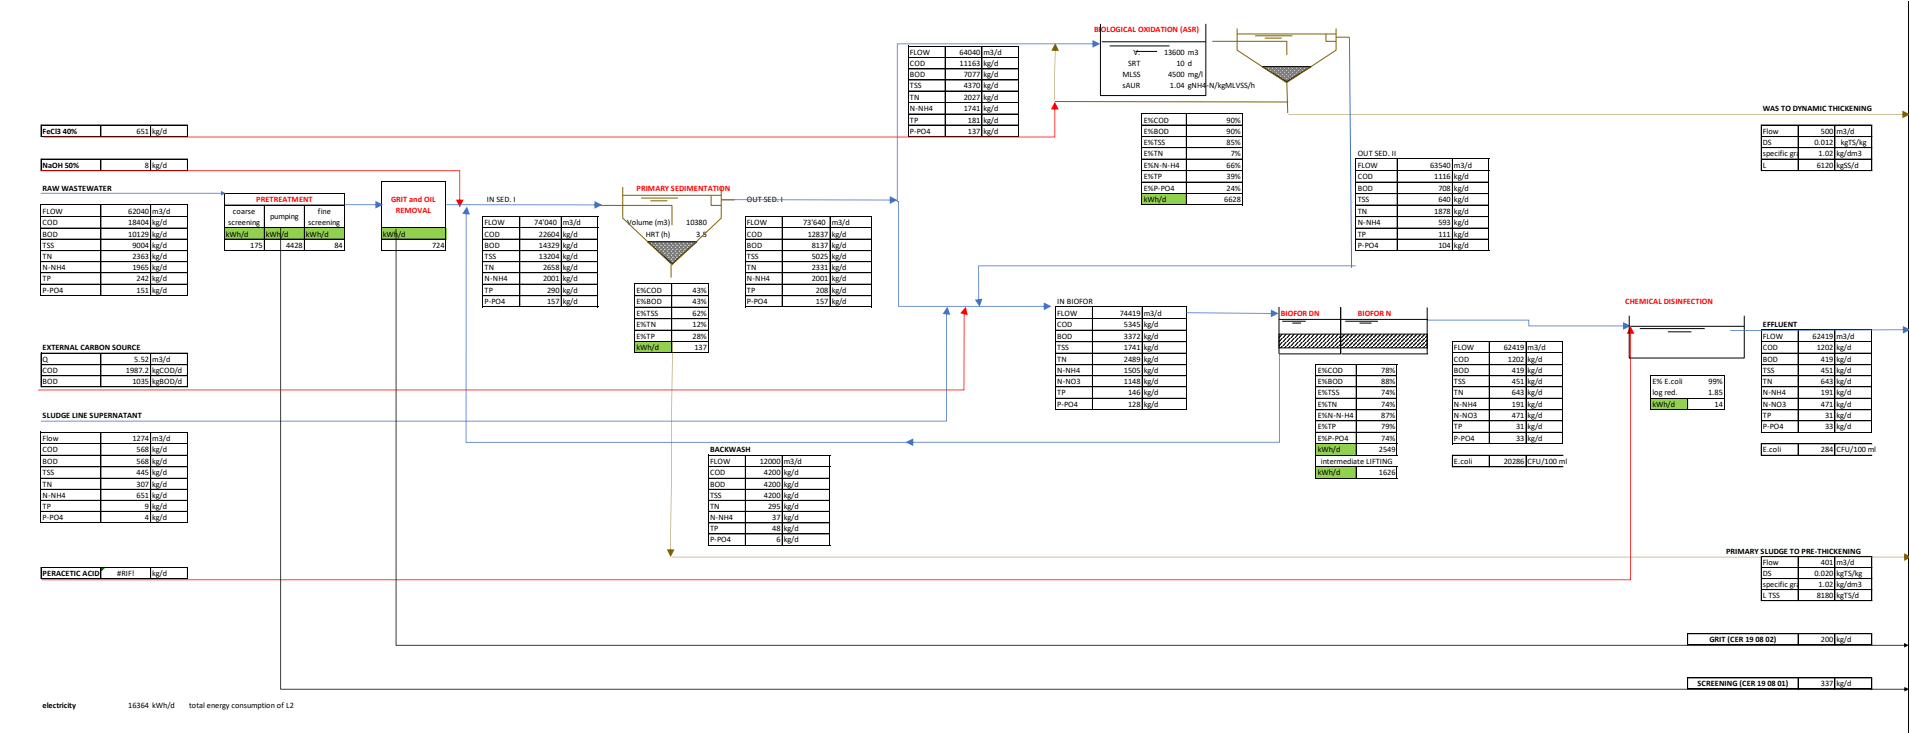 BIOLOGICAL OXIDATION (ASR)
V. 13600 m3
SRT 10 d
MLSS 4500 mg/l
sAUR 1.04 gNH4-N/kgMLVSS/h
FLOW 64040 m3/d
COD 11163 kg/d
BOD 7077 kg/d
TSS 4370 kg/d
TN 2027 kg/d
N-NH4 1741 kg/d
TP 181 kg/d
P-PO4 137 kg/d
WAS TO DYNAMIC THICKENING
Flow 500 m3/d
DS 0.012 kgTS/kg
specific gr 1.02 kg/dm3
L 6120 kgSS/d
E%COD 90%
E%BOD 90%
E%TSS 85%
E%TN 7%
E%N-N-H4 66%
E%TP 39%
E%P-PO4 24%
kWh/d 6628
OUT SED. II
FLOW 63540 m3/d
COD 1116 kg/d
BOD 708 kg/d
TSS 640 kg/d
TN 1878 kg/d
N-NH4 593 kg/d
TP 111 kg/d
P-PO4 104 kg/d
FeCl3 40% 651 kg/d
NaOH 50% 8 kg/d
RAW WASTEWATER
FLOW 62040 m3/d
COD 18404 kg/d
BOD 10129 kg/d
TSS 9004 kg/d
TN 2363 kg/d
N-NH4 1965 kg/d
TP 242 kg/d
P-PO4 151 kg/d
PRETREATMENT
coarse screening pumping fine screening
kWh/d kWh/d kWh/d
175 4428 84
GRIT and OIL
REMOVAL
kWh/d
724
IN SED. I
FLOW 74'040 m3/d
COD 22604 kg/d
BOD 14329 kg/d
TSS 13204 kg/d
TN 2658 kg/d
N-NH4 2001 kg/d
TP 290 kg/d
P-PO4 157 kg/d
PRIMARY SEDIMENTATION
Volume (m3) 10380
HRT (h) 3.5
E%COD 43%
E%BOD 43%
E%TSS 62%
E%TN 12%
E%TP 28%
kWh/d 137
OUT SED. I
FLOW 73'640 m3/d
COD 12837 kg/d
BOD 8137 kg/d
TSS 5025 kg/d
TN 2331 kg/d
N-NH4 2001 kg/d
TP 208 kg/d
P-PO4 157 kg/d
IN BIOFOR
FLOW 74419 m3/d
COD 5345 kg/d
BOD 3372 kg/d
TSS 1741 kg/d
TN 2489 kg/d
N-NH4 1505 kg/d
N-NO3 1148 kg/d
TP 146 kg/d
P-PO4 128 kg/d
BIOFOR DN BIOFOR N
E%COD 78%
E%BOD 88%
E%TSS 74%
E%TN 74%
E%N-N-H4 87%
E%TP 79%
E%P-PO4 74%
kWh/d 2549
intermediate LIFTING
kWh/d 1626
FLOW 62419 m3/d
COD 1202 kg/d
BOD 419 kg/d
TSS 451 kg/d
TN 643 kg/d
N-NH4 191 kg/d
N-NO3 471 kg/d
TP 31 kg/d
P-PO4 33 kg/d
E.coli 20286 CFU/100 ml
CHEMICAL DISINFECTION
E% E.coli 99%
log red. 1.85
kWh/d 14
EFFLUENT
FLOW 62419 m3/d
COD 1202 kg/d
BOD 419 kg/d
TSS 451 kg/d
TN 643 kg/d
N-NH4 191 kg/d
N-NO3 471 kg/d
TP 31 kg/d
P-PO4 33 kg/d
E.coli 284 CFU/100 ml
EXTERNAL CARBON SOURCE
Q 5.52 m3/d
COD 1987.2 kgCOD/d
BOD 1035 kgBOD/d
SLUDGE LINE SUPERNATANT
Flow 1274 m3/d
COD 568 kg/d
BOD 568 kg/d
TSS 445 kg/d
TN 307 kg/d
N-NH4 651 kg/d
TP 9 kg/d
P-PO4 4 kg/d
BACKWASH
FLOW 12000 m3/d
COD 4200 kg/d
BOD 4200 kg/d
TSS 4200 kg/d
TN 295 kg/d
N-NH4 37 kg/d
TP 48 kg/d
P-PO4 6 kg/d
PERACETIC ACID #RIF! kg/d
PRIMARY SLUDGE TO PRE-THICKENING
Flow 401 m3/d
DS 0.020 kgTS/kg
specific gr 1.02 kg/dm3
L TSS 8180 kgTS/d
GRIT (CER 19 08 02) 200 kg/d
SCREENING (CER 19 08 01) 337 kg/d
electricity 16364 kWh/d total energy consumption of L2